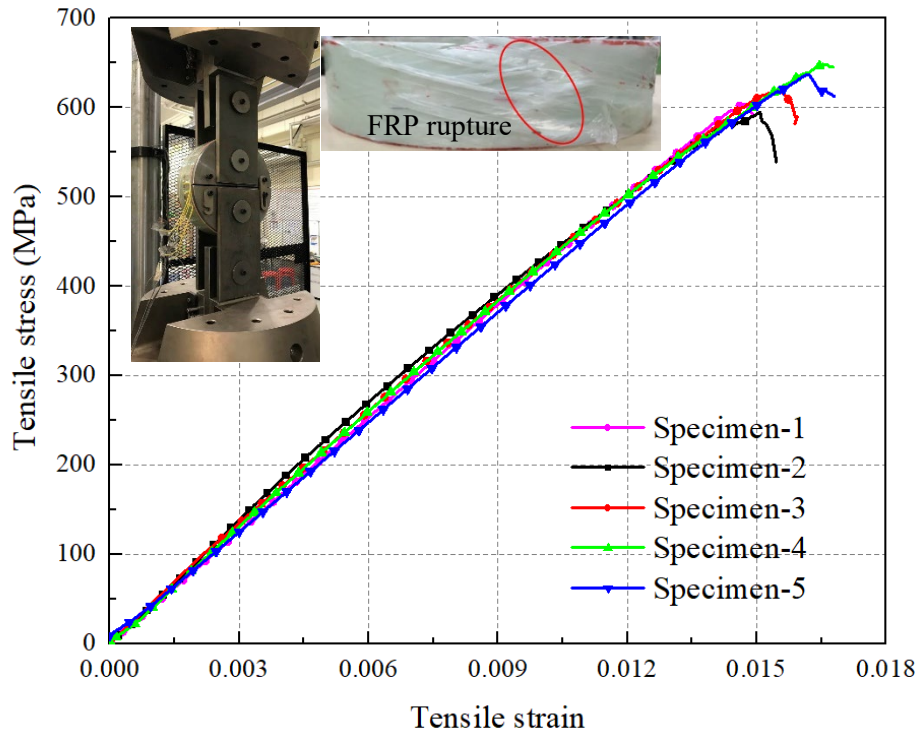 700
600
500
400
300
200
100
0
Tensile stress (MPa)
FRP rupture
Specimen-1
Specimen-2
Specimen-3
Specimen-4
Specimen-5
0.000 0.003 0.006 0.009 0.012 0.015 0.018
Tensile strain